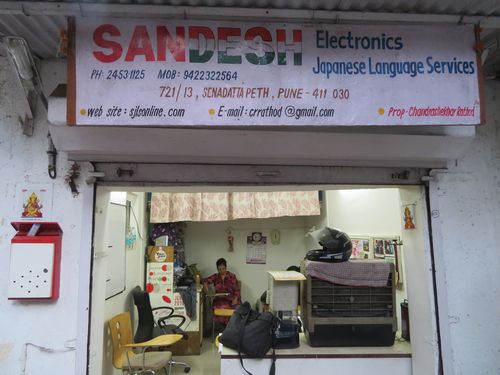 SANDESH Electronics
Japanese Language Services
PH: 2453-1125 MOB: 9422322564
721/13, SENADATTA PETH, PUNE - 411 030
• web site: sjlsonline.com • E-mail: crrathod@gmail.com • Prop - Chandrashekhar Rathod